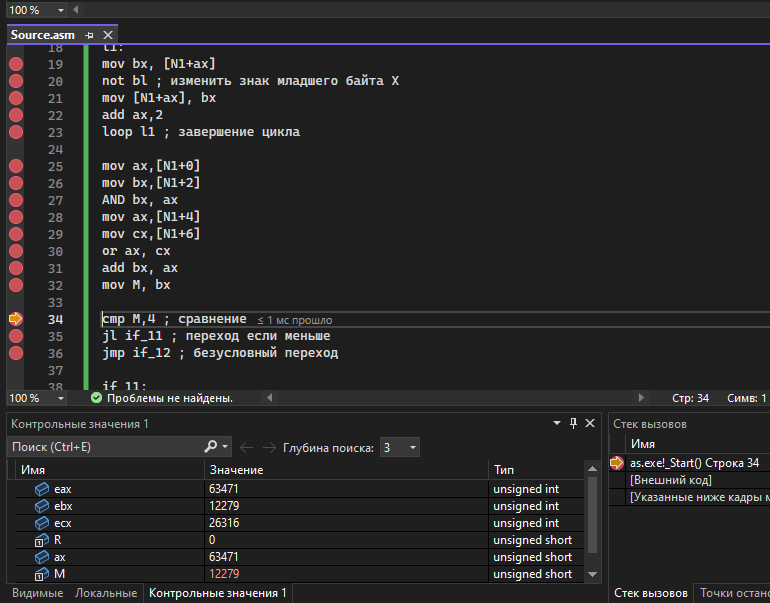 100 %
Source.asm
18 l1:
19 mov bx, [N1+ax]
20 not bl ; изменить знак младшего байта X
21 mov [N1+ax], bx
22 add ax,2
23 loop l1 ; завершение цикла
24
25 mov ax,[N1+0]
26 mov bx,[N1+2]
27 AND bx, ax
28 mov ax,[N1+4]
29 mov cx,[N1+6]
30 or ax, cx
31 add bx, ax
32 mov M, bx
33
34 cmp M,4 ; сравнение ≤ 1 мс прошло
35 jl if_11 ; переход если меньше
36 jmp if_12 ; безусловный переход
37
38 if_11:
100 % Проблемы не найдены. Стр: 34 Симв: 1
Контрольные значения 1
Поиск (Ctrl+E) Глубина поиска: 3
Имя Значение Тип
eax 63471 unsigned int
ebx 12279 unsigned int
ecx 26316 unsigned int
R 0 unsigned short
ax 63471 unsigned short
M 12279 unsigned short
Видимые Локальные Контрольные значения 1
Стек вызовов
Имя
as.exe!_Start() Строка 34
[Внешний код]
[Указанные ниже кадры
Стек вызовов Точки